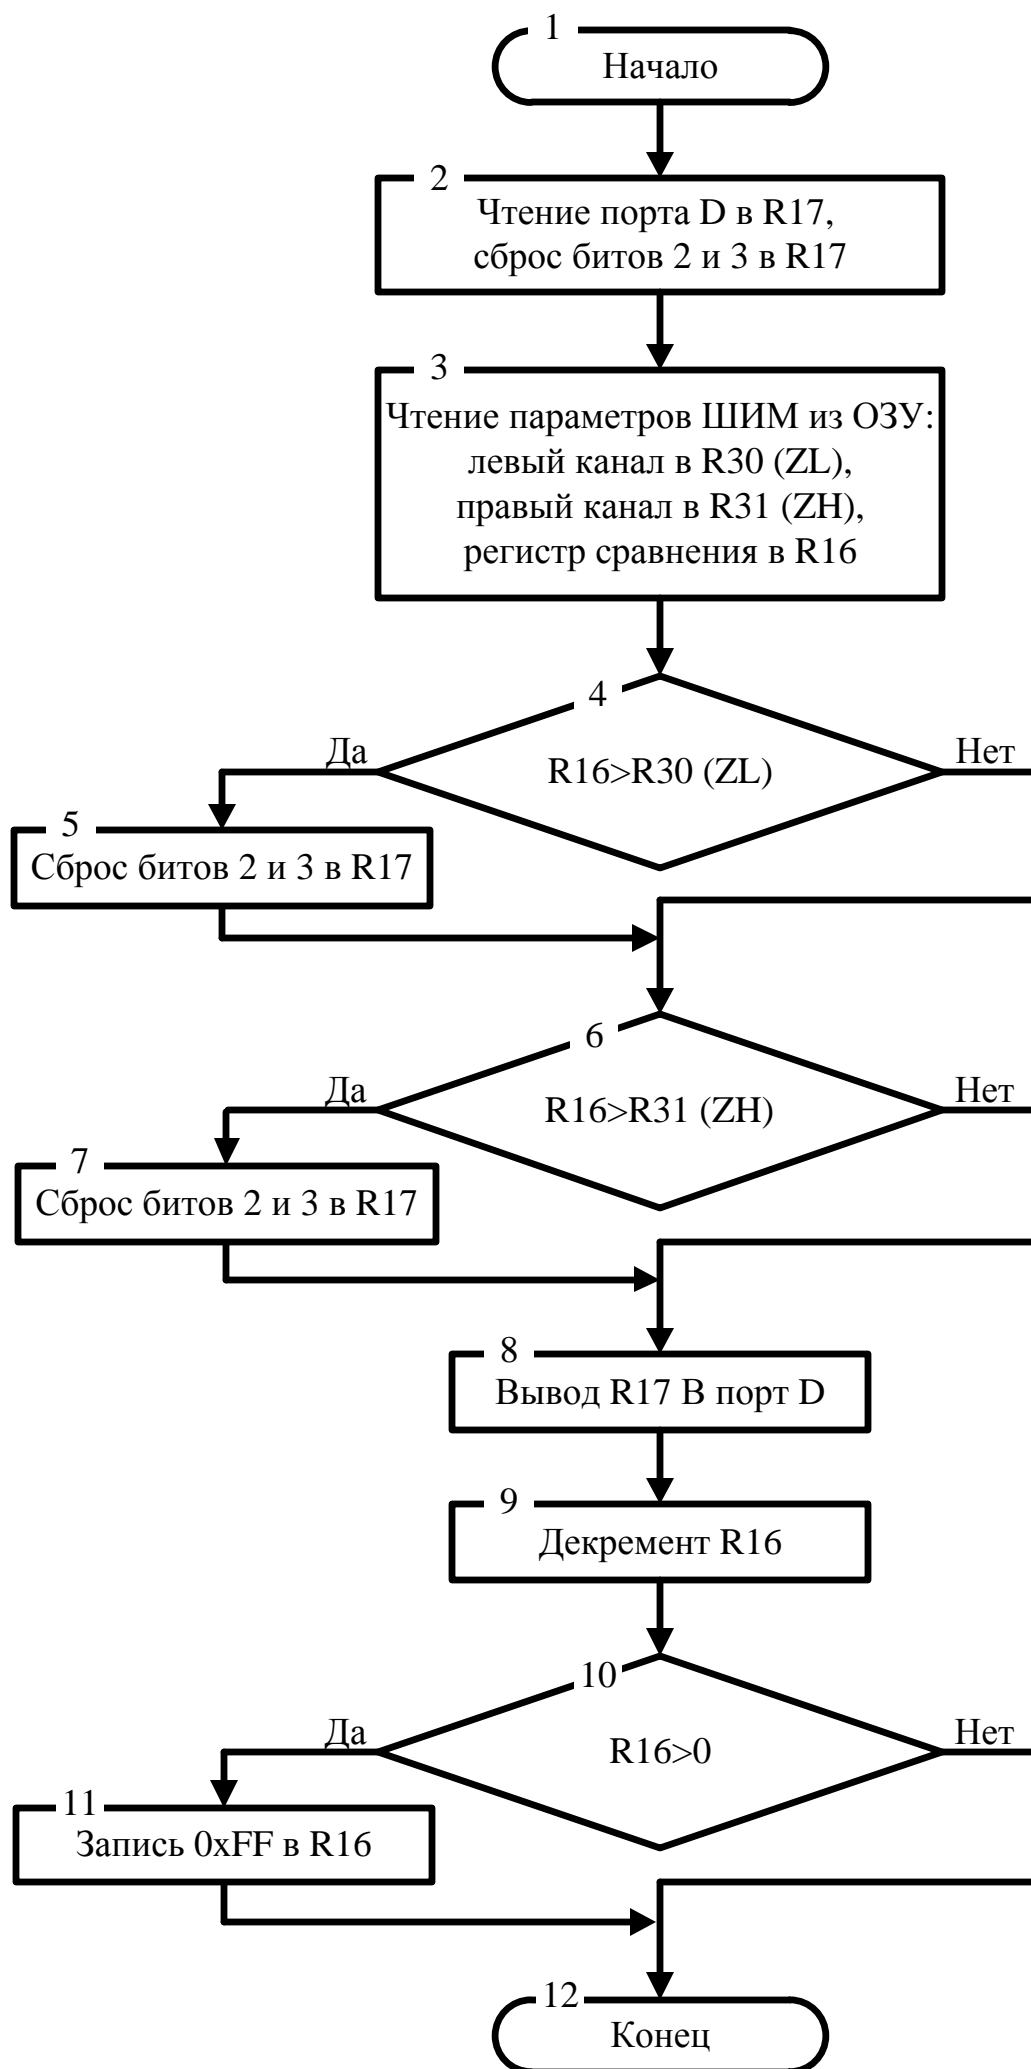 1
Начало
2
Чтение порта D в R17,
сброс битов 2 и 3 в R17
3
Чтение параметров ШИМ из ОЗУ:
левый канал в R30 (ZL),
правый канал в R31 (ZH),
регистр сравнения в R16
4
Да
R16>R30 (ZL)
Нет
5
Сброс битов 2 и 3 в R17
6
Да
R16>R31 (ZH)
Нет
7
Сброс битов 2 и 3 в R17
8
Вывод R17 В порт D
9
Декремент R16
10
Да
R16>0
Нет
11
Запись 0xFF в R16
12
Конец